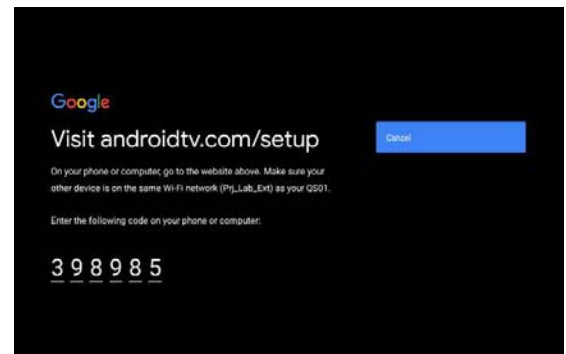 Google
Visit androidtv.com/setup
Cancel
On your phone or computer, go to the website above. Make sure your
other device is on the same Wi-Fi network (Prj_Lab_Ext) as your QS01.
Enter the following code on your phone or computer:
398985